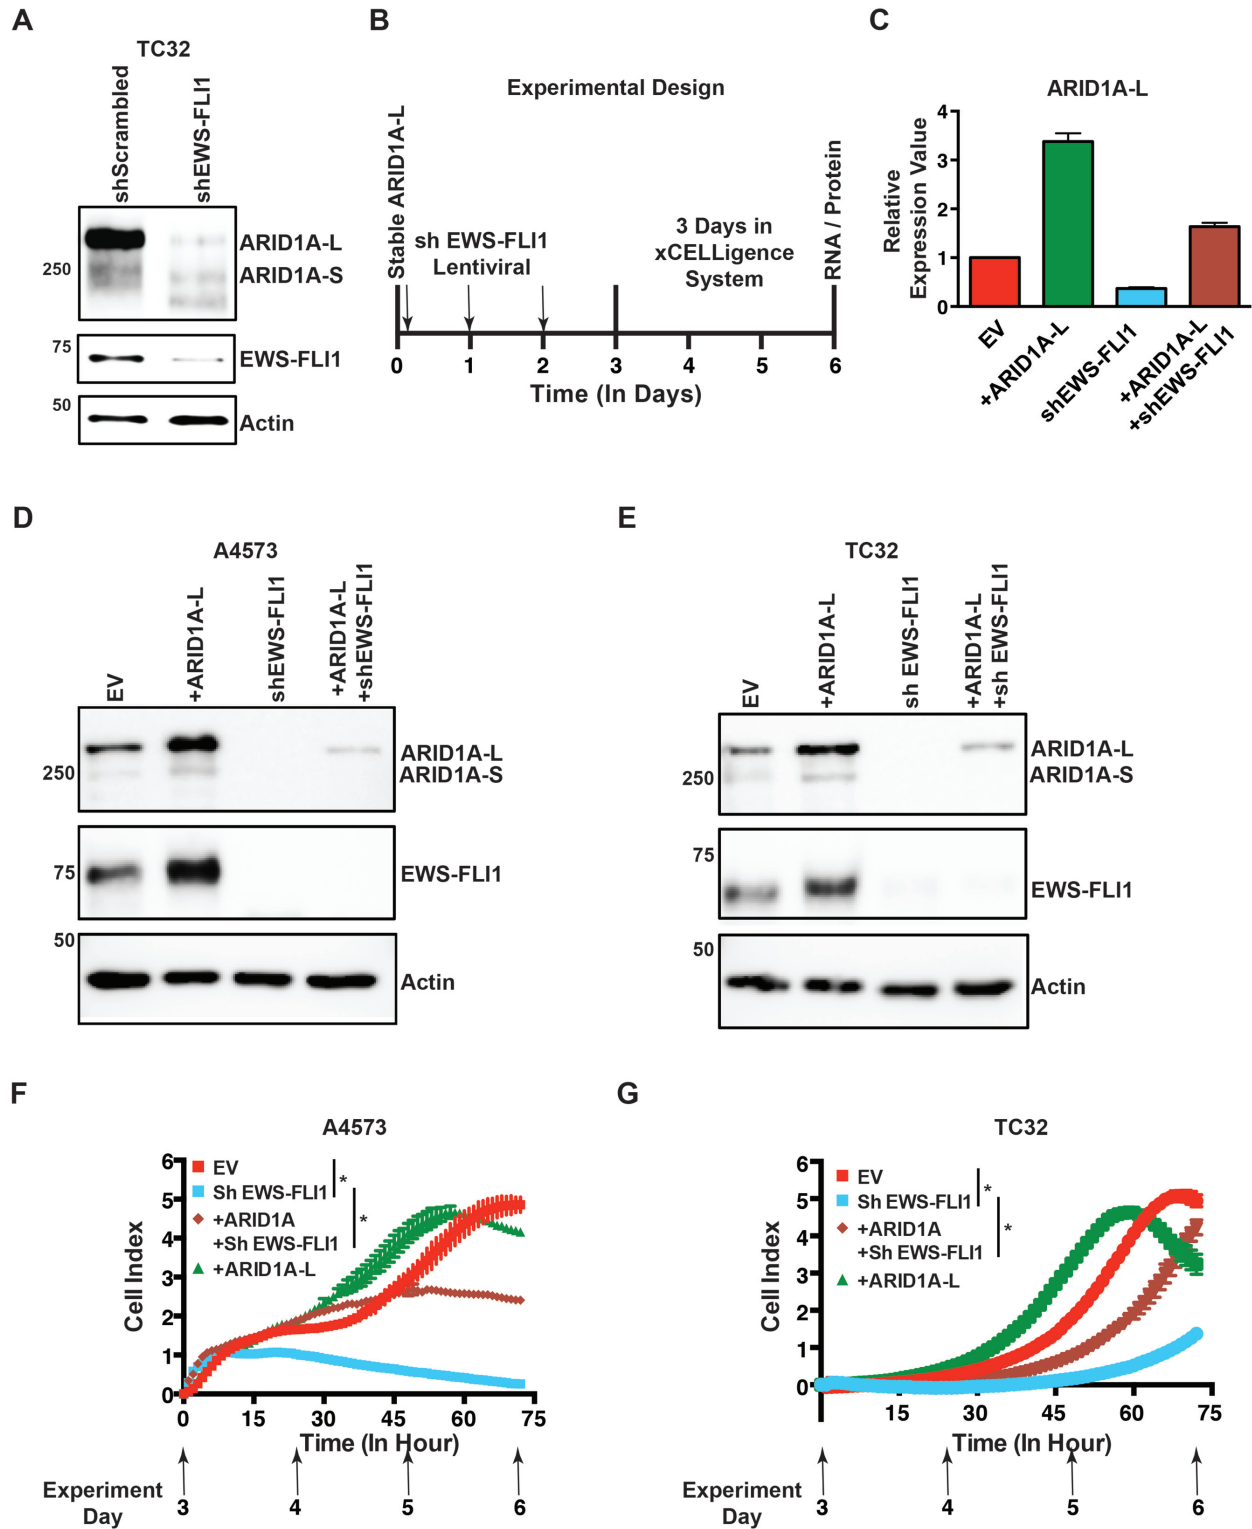 A
TC32
shScrambled
shEWS-FLI1
250
ARID1A-L
ARID1A-S
75
EWS-FLI1
50
Actin
B
Experimental Design
Stable ARID1A-L
sh EWS-FLI1
Lentiviral
3 Days in
xCELLigence
System
RNA / Protein
0 1 2 3 4 5 6
Time (In Days)
C
ARID1A-L
Relative
Expression Value
4
3
2
1
0
EV
+ARID1A-L
shEWS-FLI1
+ARID1A-L
+shEWS-FLI1
D
A4573
EV
+ARID1A-L
shEWS-FLI1
+ARID1A-L
+shEWS-FLI1
250
ARID1A-L
ARID1A-S
75
EWS-FLI1
50
Actin
E
TC32
EV
+ARID1A-L
sh EWS-FLI1
+ARID1A-L
+sh EWS-FLI1
250
ARID1A-L
ARID1A-S
75
EWS-FLI1
50
Actin
F
A4573
Cell Index
6
5
4
3
2
1
0
EV
Sh EWS-FLI1
+ARID1A
+Sh EWS-FLI1
+ARID1A-L
*
*
0 15 30 45 60 75
Time (In Hour)
Experiment
Day
3 4 5 6
G
TC32
Cell Index
6
5
4
3
2
1
0
EV
Sh EWS-FLI1
+ARID1A
+Sh EWS-FLI1
+ARID1A-L
*
*
15 30 45 60 75
Time (In Hour)
Experiment
Day
3 4 5 6